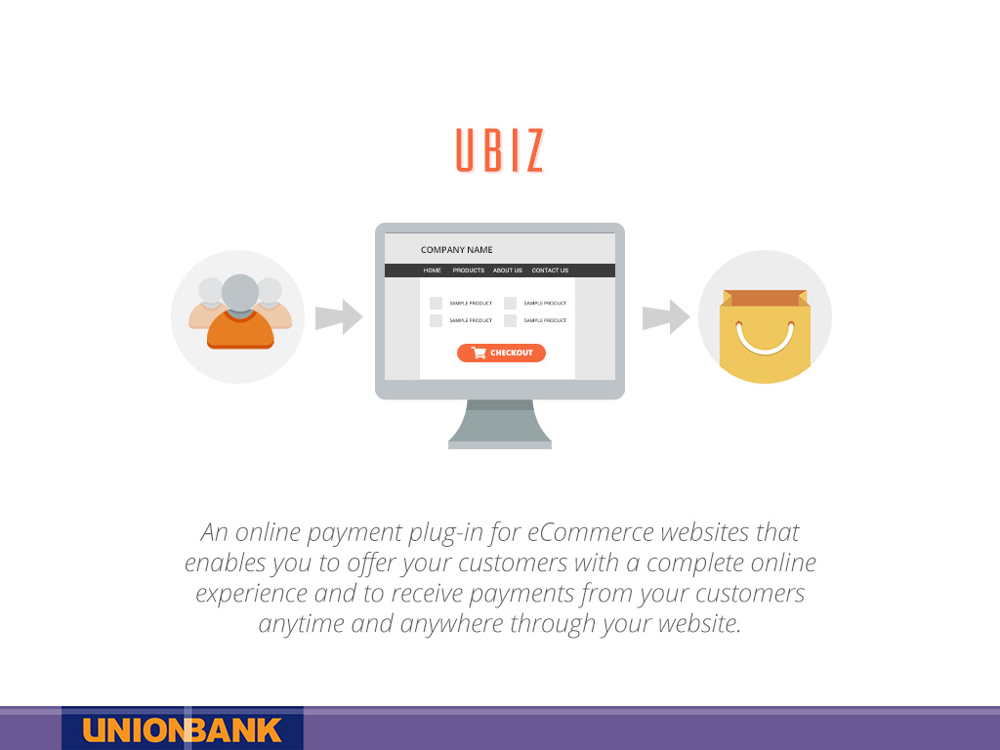 UBIZ
COMPANY NAME
HOME PRODUCTS ABOUT US CONTACT US
SAMPLE PRODUCT SAMPLE PRODUCT
SAMPLE PRODUCT SAMPLE PRODUCT
CHECKOUT
An online payment plug-in for eCommerce websites that
enables you to offer your customers with a complete online
experience and to receive payments from your customers
anytime and anywhere through your website.
UNIONBANK